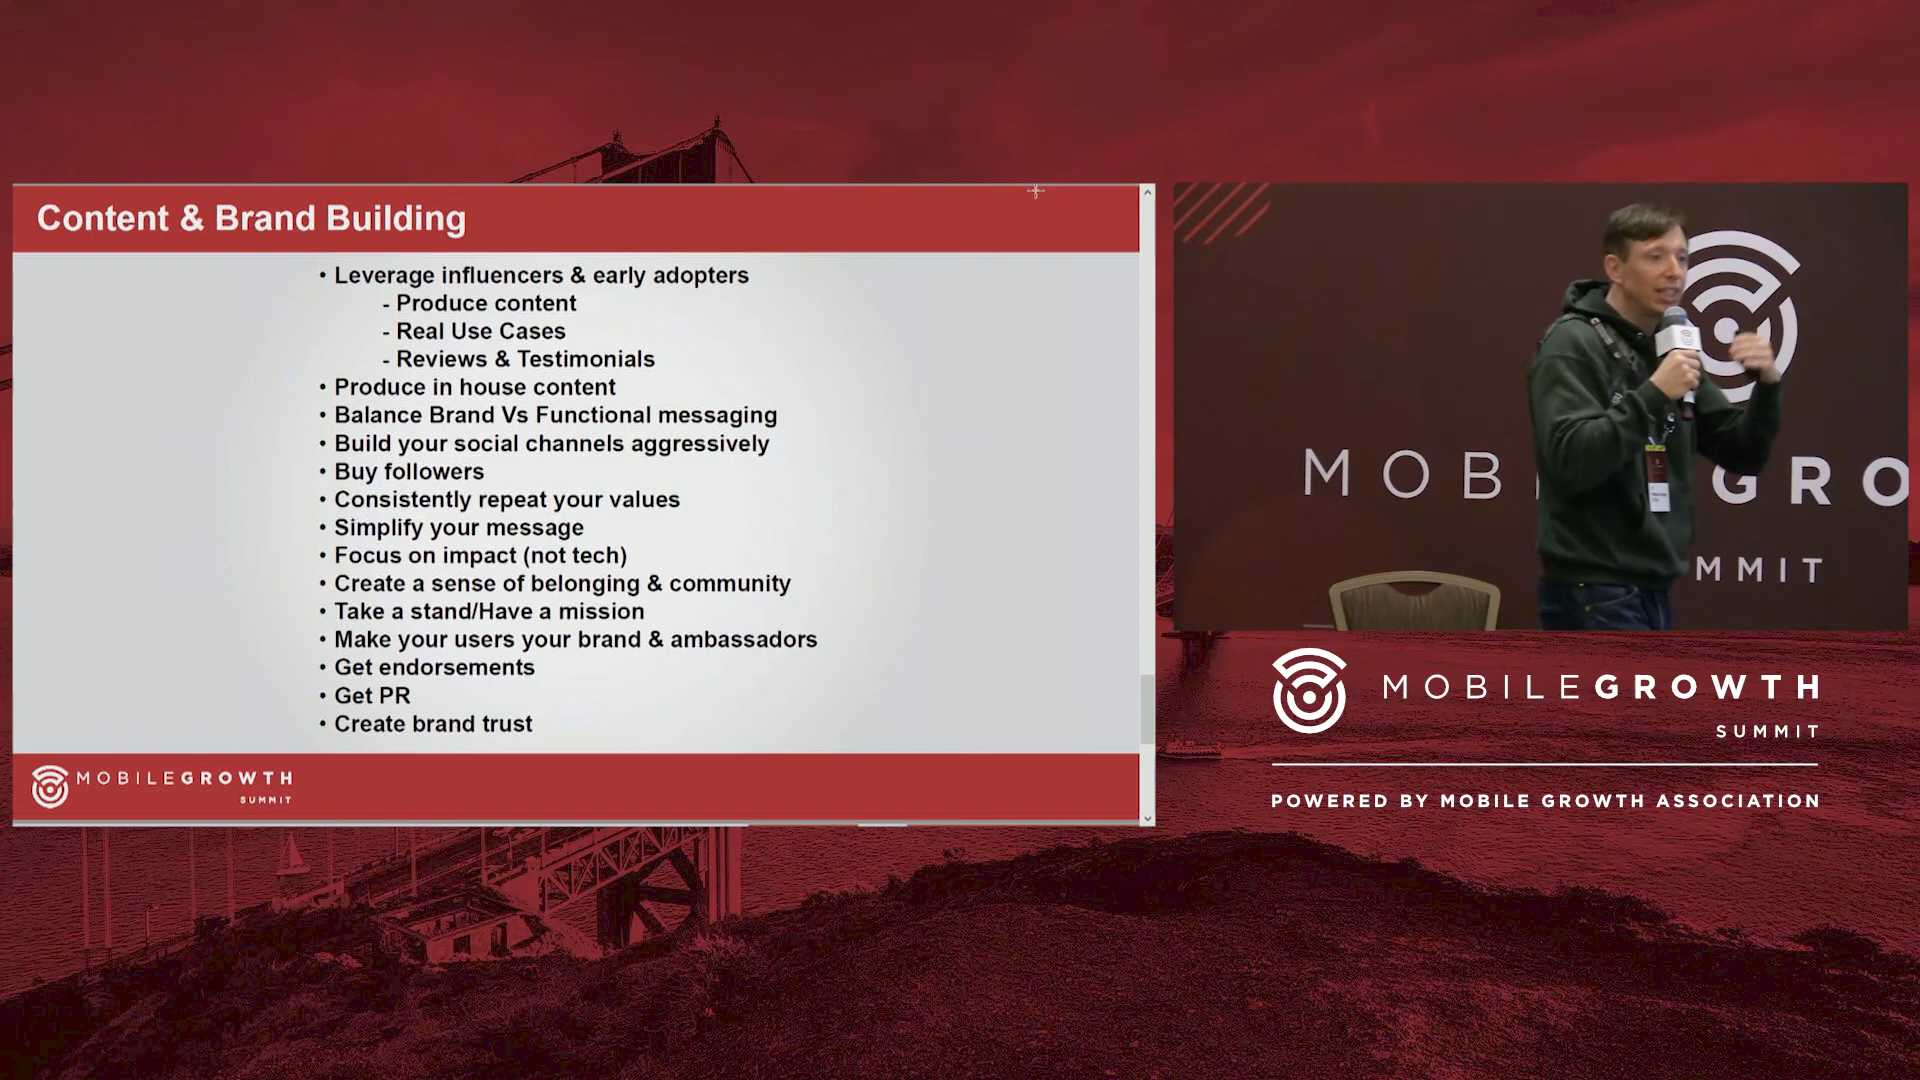 Content & Brand Building
• Leverage influencers & early adopters
- Produce content
- Real Use Cases
- Reviews & Testimonials
• Produce in house content
• Balance Brand Vs Functional messaging
• Build your social channels aggressively
• Buy followers
• Consistently repeat your values
• Simplify your message
• Focus on impact (not tech)
• Create a sense of belonging & community
• Take a stand/Have a mission
• Make your users your brand & ambassadors
• Get endorsements
• Get PR
• Create brand trust
MOBILEGROWTH
SUMMIT
MOB GRO
MMIT
MOBILEGROWTH
SUMMIT
POWERED BY MOBILE GROWTH ASSOCIATION